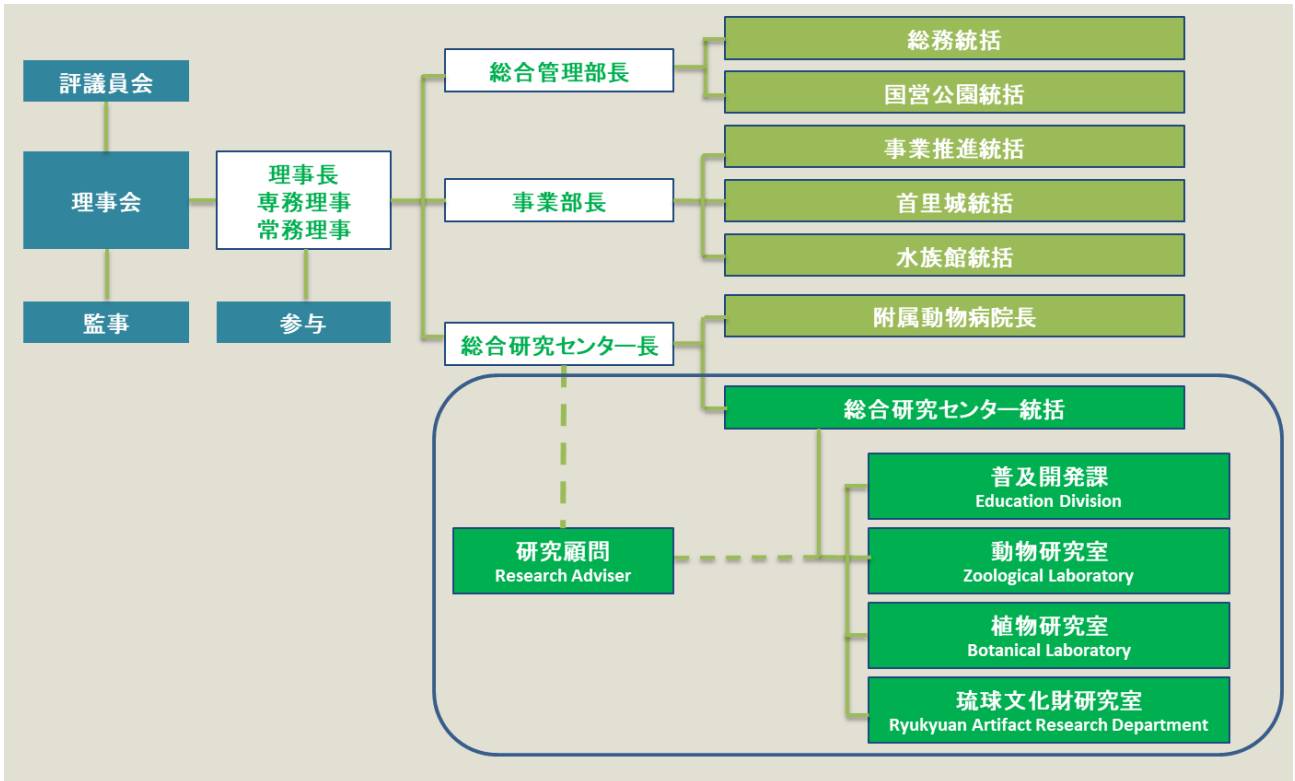 評議員会
理事会
監事
理事長
専務理事
常務理事
参与
総合管理部長
総務統括
国営公園統括
事業部長
事業推進統括
首里城統括
水族館統括
総合研究センター長
附属動物病院長
総合研究センター統括
研究顧問
Research Adviser
普及開発課
Education Division
動物研究室
Zoological Laboratory
植物研究室
Botanical Laboratory
琉球文化財研究室
Ryukyuan Artifact Research Department